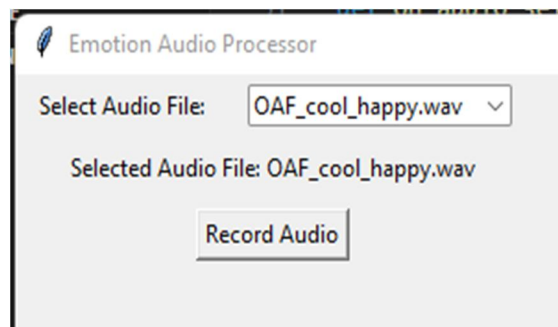 Emotion Audio Processor
Select Audio File: OAF_cool_happy.wav
Selected Audio File: OAF_cool_happy.wav
Record Audio